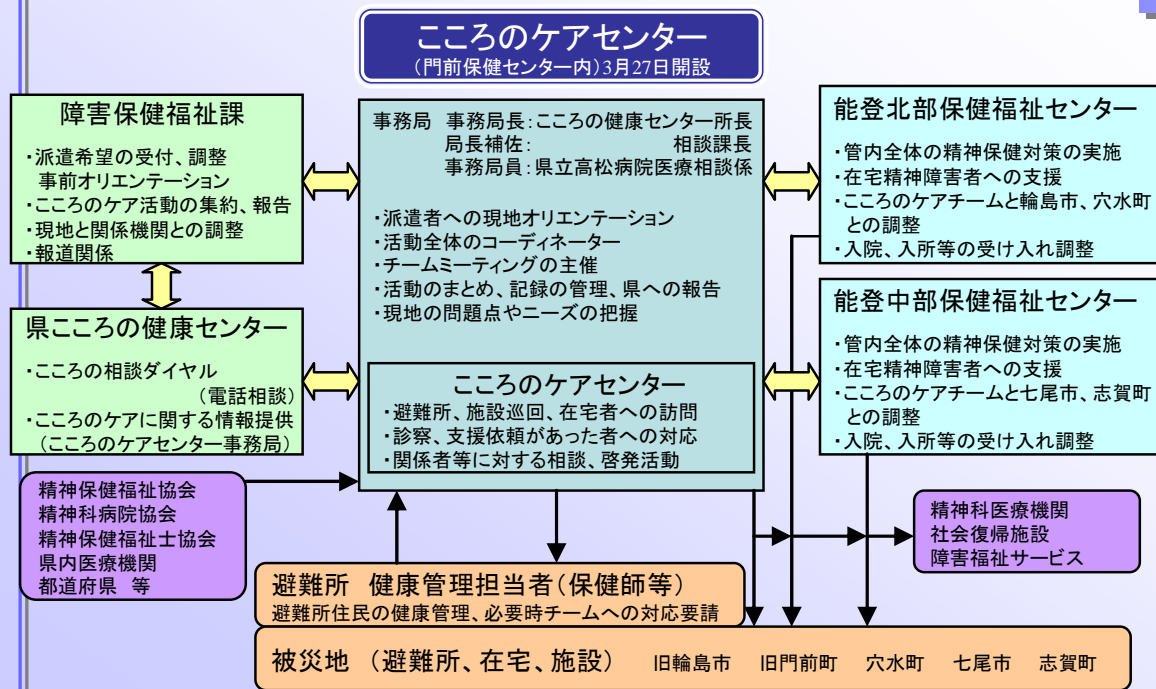 こころのケアセンター
(門前保健センター内)3月27日開設
障害保健福祉課
・派遣希望の受付、調整
事前オリエンテーション
・こころのケア活動の集約、報告
・現地と関係機関との調整
・報道関係
県こころの健康センター
・こころの相談ダイヤル
(電話相談)
・こころのケアに関する情報提供
(こころのケアセンター事務局)
精神保健福祉協会
精神科病院協会
精神保健福祉士協会
県内医療機関
都道府県 等
事務局 事務局長:こころの健康センター所長
局長補佐: 相談課長
事務局員:県立高松病院医療相談係
・派遣者への現地オリエンテーション
・活動全体のコーディネーター
・チームミーティングの主催
・活動のまとめ、記録の管理、県への報告
・現地の問題点やニーズの把握
こころのケアセンター
・避難所、施設巡回、在宅者への訪問
・診察、支援依頼があった者への対応
・関係者等に対する相談、啓発活動
能登北部保健福祉センター
・管内全体の精神保健対策の実施
・在宅精神障害者への支援
・こころのケアチームと輪島市、穴水町
との調整
・入院、入所等の受け入れ調整
能登中部保健福祉センター
・管内全体の精神保健対策の実施
・在宅精神障害者への支援
・こころのケアチームと七尾市、志賀町
との調整
・入院、入所等の受け入れ調整
精神科医療機関
社会復帰施設
障害福祉サービス
避難所 健康管理担当者(保健師等)
避難所住民の健康管理、必要時チームへの対応要請
被災地 (避難所、在宅、施設) 旧輪島市 旧門前町 穴水町 七尾市 志賀町